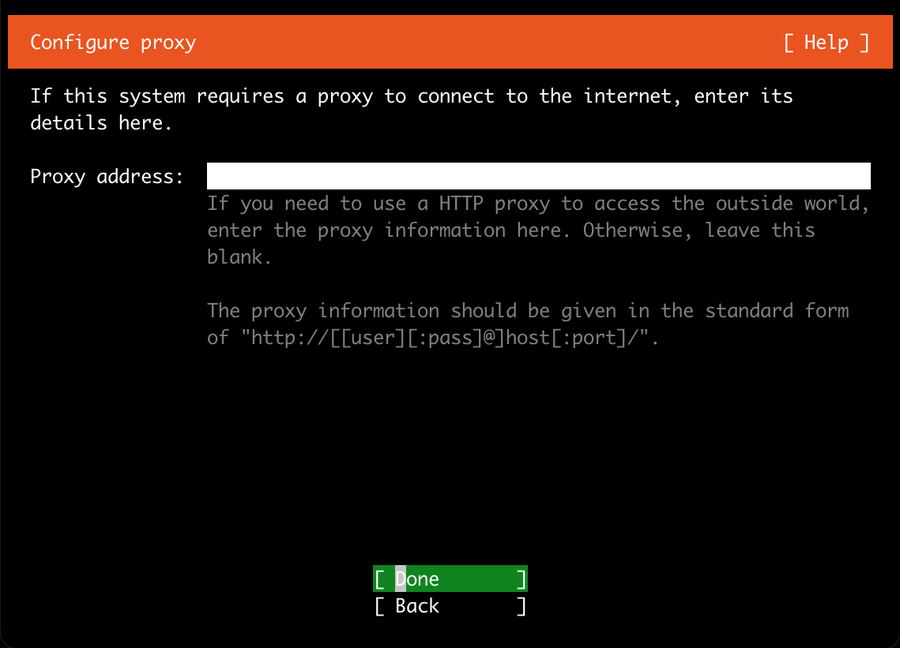 Configure proxy [ Help ]
If this system requires a proxy to connect to the internet, enter its
details here.
Proxy address:
If you need to use a HTTP proxy to access the outside world,
enter the proxy information here. Otherwise, leave this
blank.
The proxy information should be given in the standard form
of "http://[[user][:pass]@]host[:port]/".
[ Done ]
[ Back ]